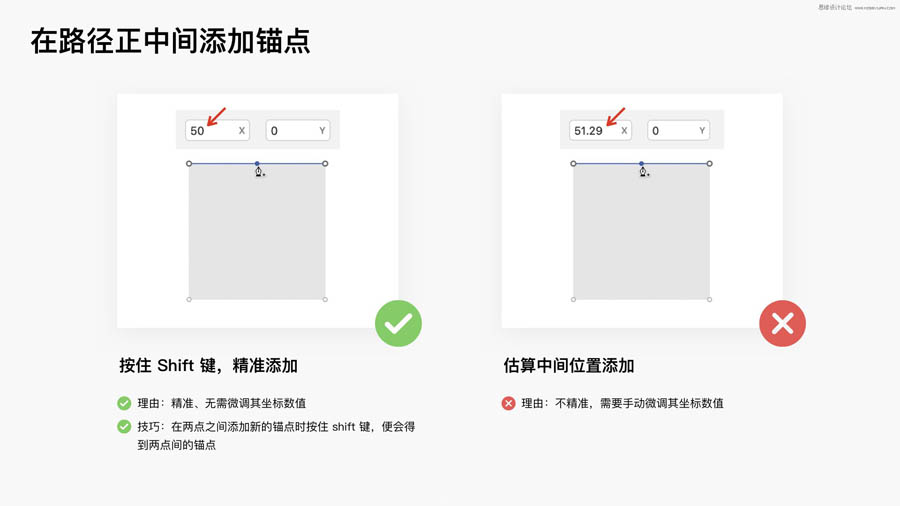 思缘设计论坛 WWW.MISSYUAN.COM
在路径正中间添加锚点
50 X 0 Y
51.29 X 0 Y
按住 Shift 键，精准添加
理由：精准、无需微调其坐标数值
技巧：在两点之间添加新的锚点时按住 shift 键，便会得
到两点间的锚点
估算中间位置添加
理由：不精准，需要手动微调其坐标数值